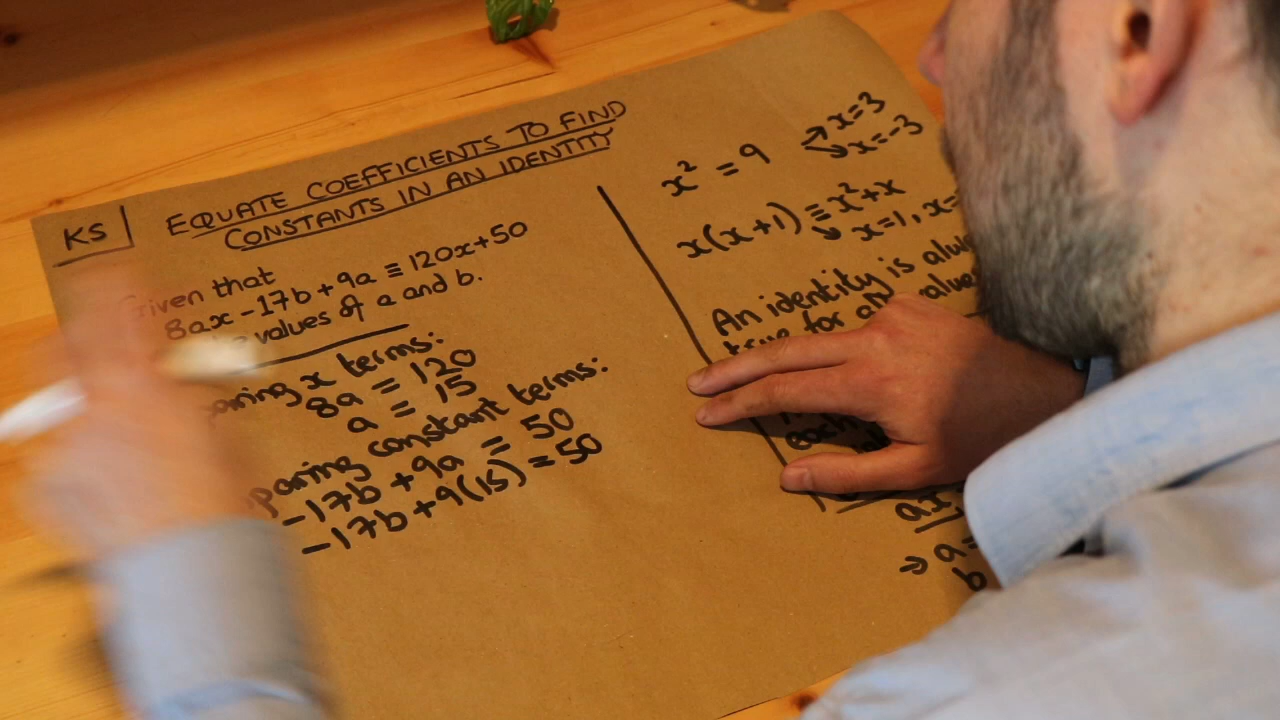 KS
EQUATE COEFFICIENTS TO FIND
CONSTANTS IN AN IDENTITY
that
8ax - 17b + 9a ≡ 120x + 50
values of a and b.
x terms:
8a = 120
a = 15
constant terms:
-17b + 9a = 50
-17b + 9(15) = 50
x² = 9
→ x = 3
↘ x = -3
x(x+1) ≡ x² + x
↘ x = 1, x =
An identity is
true for
each
ax
→ a =
b